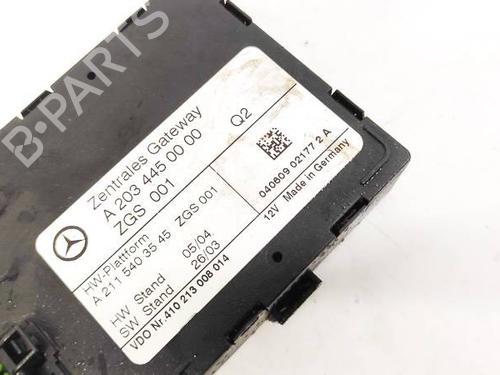 B-PARTS
Zentrales Gateway
A 203 445 00 00 Q2
ZGS 001
HW-Plattform
A 211 540 35 45 ZGS 001
HW Stand 05/04
SW Stand 26/03
VDO Nr.410 213 008 014
040809 02177 2 A
12V Made in Germany